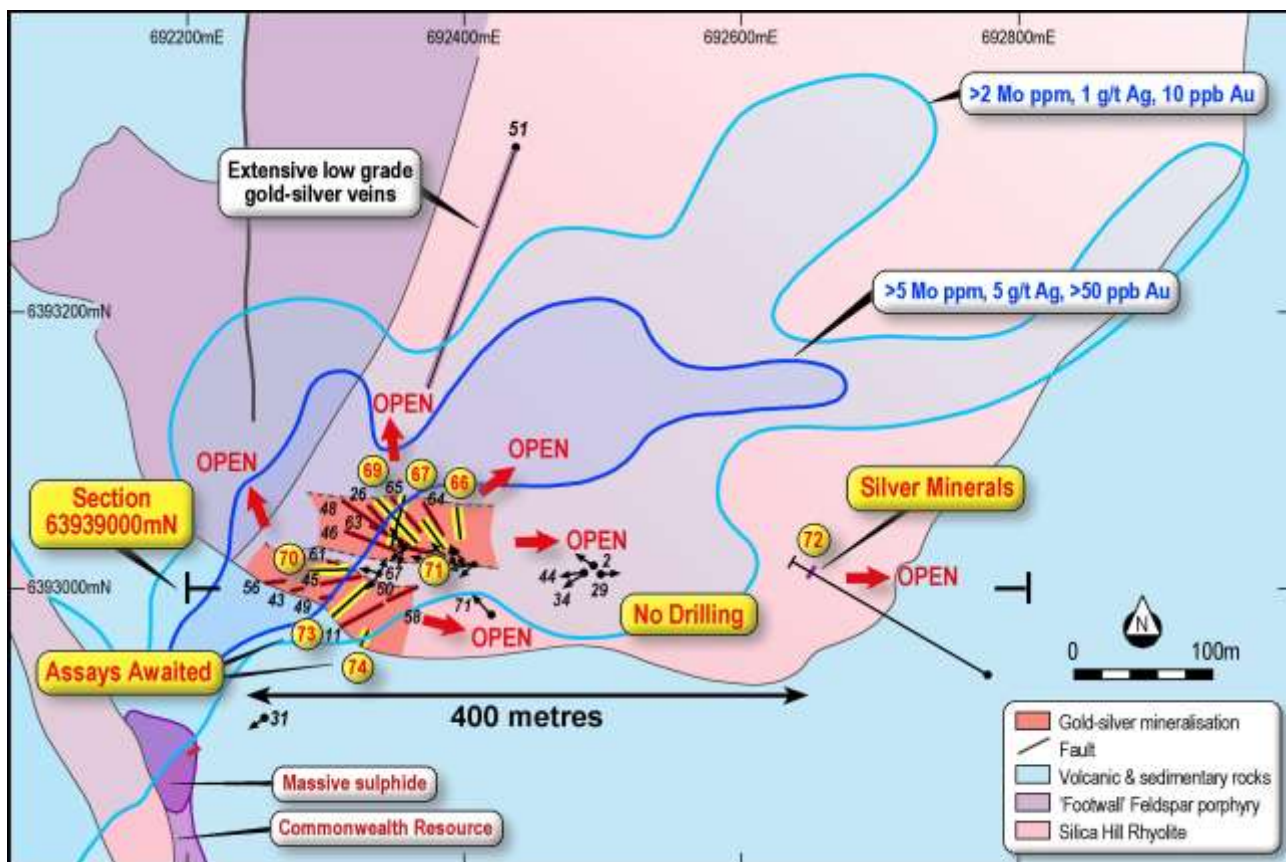 692200mE
692400mE
692600mE
692800mE
>2 Mo ppm, 1 g/t Ag, 10 ppb Au
51
Extensive low grade
gold-silver veins
>5 Mo ppm, 5 g/t Ag, >50 ppb Au
6393200mN
OPEN
OPEN
OPEN
69
67
66
Section
63939000mN
Silver Minerals
26
65
64
48
63
46
72
OPEN
70
61
71
2
6393000mN
56
45
67
44
OPEN
43
50
34
29
49
71
No Drilling
58
N
73
11
OPEN
Assays Awaited
74
0
100m
400 metres
31
Gold-silver mineralisation
Fault
Volcanic & sedimentary rocks
'Footwall' Feldspar porphyry
Silica Hill Rhyolite
Massive sulphide
Commonwealth Resource